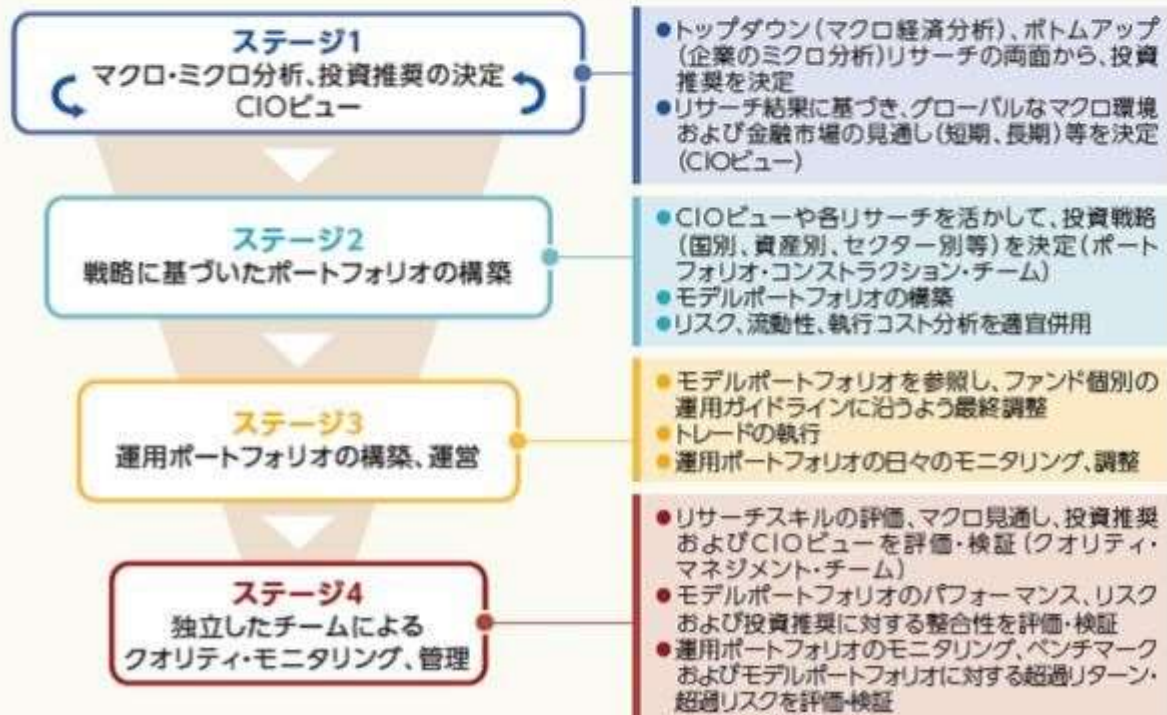 ステージ1
マクロ・ミクロ分析、投資推奨の決定
CIOビュー
●トップダウン(マクロ経済分析)、ボトムアップ
(企業のミクロ分析)リサーチの両面から、投資
推奨を決定
●リサーチ結果に基づき、グローバルなマクロ環境
および金融市場の見通し(短期、長期)等を決定
(CIOビュー)
ステージ2
戦略に基づいたポートフォリオの構築
●CIOビューや各リサーチを活かして、投資戦略
(国別、資産別、セクター別等)を決定(ポート
フォリオ・コンストラクション・チーム)
●モデルポートフォリオの構築
●リスク、流動性、執行コスト分析を適宜併用
ステージ3
運用ポートフォリオの構築、運営
●モデルポートフォリオを参照し、ファンド個別の
運用ガイドラインに沿うよう最終調整
●トレードの執行
●運用ポートフォリオの日々のモニタリング、調整
ステージ4
独立したチームによる
クオリティ・モニタリング、管理
●リサーチスキルの評価、マクロ見通し、投資推奨
およびCIOビューを評価・検証(クオリティ・
マネジメント・チーム)
●モデルポートフォリオのパフォーマンス、リスク
および投資推奨に対する整合性を評価・検証
●運用ポートフォリオのモニタリング、ベンチマーク
およびモデルポートフォリオに対する超過リターン・
超過リスクを評価・検証